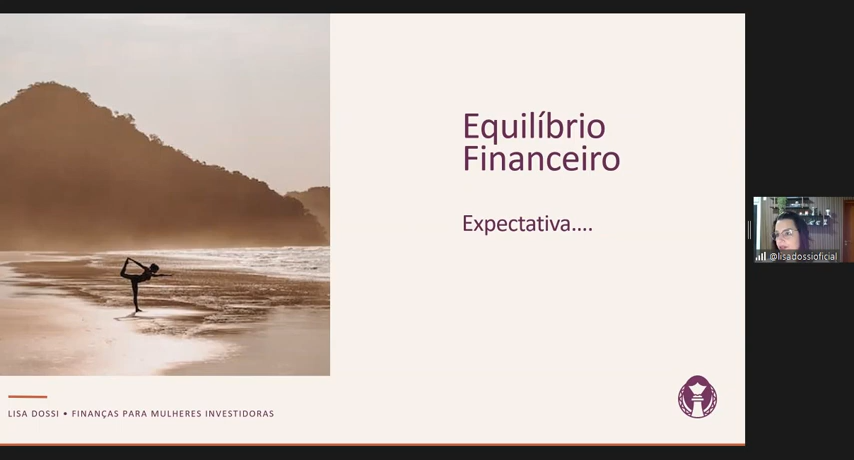 Equilíbrio
Financeiro
Expectativa....
@lisadossioficial
LISA DOSSI • FINANÇAS PARA MULHERES INVESTIDORAS